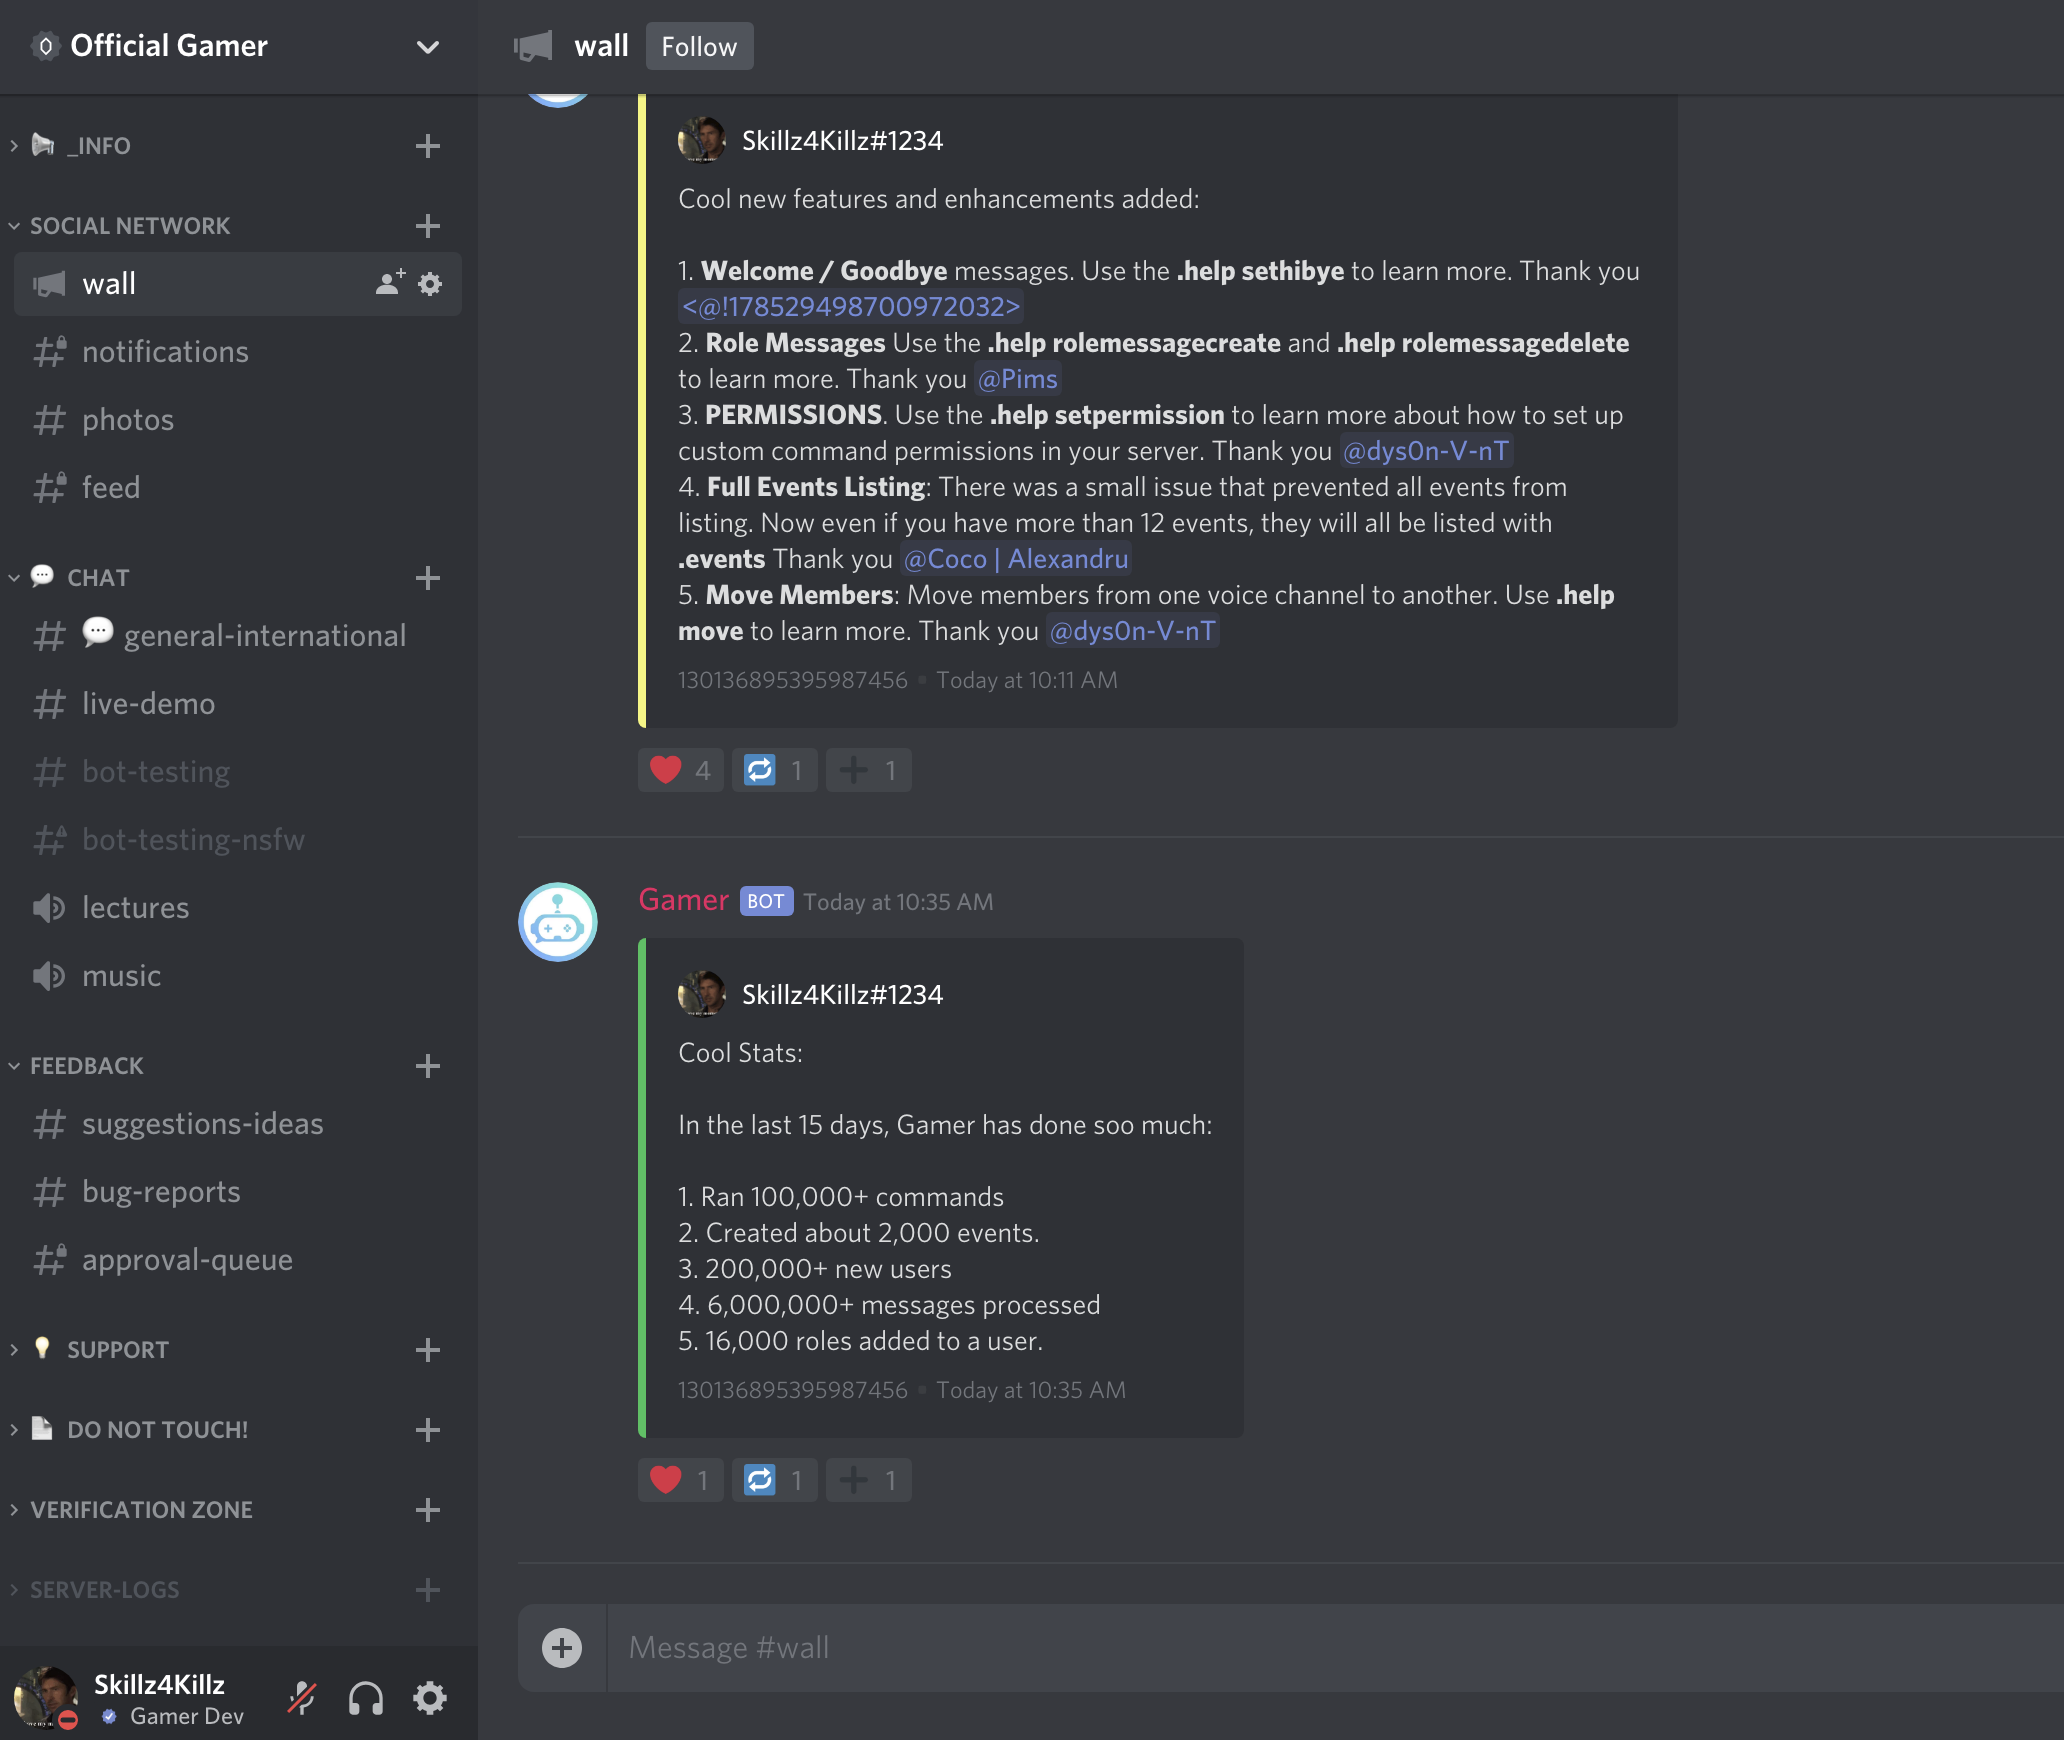 Official Gamer
_INFO
SOCIAL NETWORK
wall
notifications
photos
feed
CHAT
general-international
live-demo
bot-testing
bot-testing-nsfw
lectures
music
FEEDBACK
suggestions-ideas
bug-reports
approval-queue
SUPPORT
DO NOT TOUCH!
VERIFICATION ZONE
SERVER-LOGS
Skillz4Killz
Gamer Dev
wall Follow
Skillz4Killz#1234
Cool new features and enhancements added:
1. Welcome / Goodbye messages. Use the .help sethibye to learn more. Thank you
<@!178529498700972032>
2. Role Messages Use the .help rolemessagecreate and .help rolemessagedelete
to learn more. Thank you @Pims
3. PERMISSIONS. Use the .help setpermission to learn more about how to set up
custom command permissions in your server. Thank you @dys0n-V-nT
4. Full Events Listing: There was a small issue that prevented all events from
listing. Now even if you have more than 12 events, they will all be listed with
.events Thank you @Coco | Alexandru
5. Move Members: Move members from one voice channel to another. Use .help
move to learn more. Thank you @dys0n-V-nT
130136895395987456 • Today at 10:11 AM
4 1 1
Gamer BOT Today at 10:35 AM
Skillz4Killz#1234
Cool Stats:
In the last 15 days, Gamer has done soo much:
1. Ran 100,000+ commands
2. Created about 2,000 events.
3. 200,000+ new users
4. 6,000,000+ messages processed
5. 16,000 roles added to a user.
130136895395987456 • Today at 10:35 AM
1 1 1
Message #wall